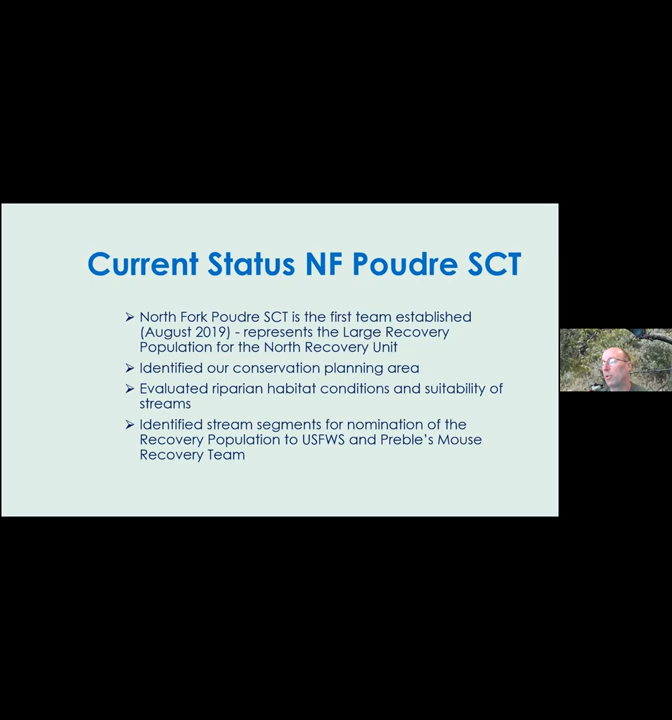 Current Status NF Poudre SCT
➢ North Fork Poudre SCT is the first team established
(August 2019) - represents the Large Recovery
Population for the North Recovery Unit
➢ Identified our conservation planning area
➢ Evaluated riparian habitat conditions and suitability of
streams
➢ Identified stream segments for nomination of the
Recovery Population to USFWS and Preble's Mouse
Recovery Team